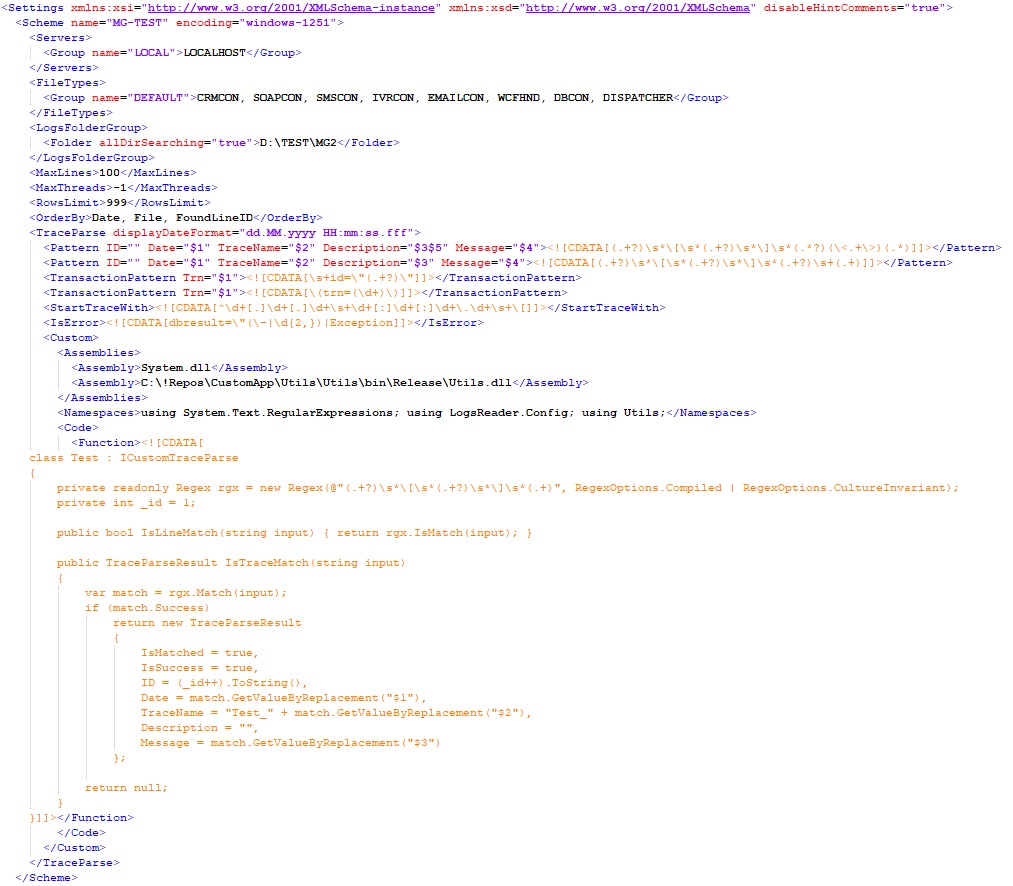 <Settings xmlns:xsi="http://www.w3.org/2001/XMLSchema-instance" xmlns:xsd="http://www.w3.org/2001/XMLSchema" disableHintComments="true">
<Scheme name="MG-TEST" encoding="windows-1251">
<Servers>
<Group name="LOCAL">LOCALHOST</Group>
</Servers>
<FileTypes>
<Group name="DEFAULT">CRMCON, SOAPCON, SMSCON, IVRCON, EMAILCON, WCFHND, DBCON, DISPATCHER</Group>
</FileTypes>
<LogsFolderGroup>
<Folder allDirSearching="true">D:\TEST\MG2</Folder>
</LogsFolderGroup>
<MaxLines>100</MaxLines>
<MaxThreads>-1</MaxThreads>
<RowsLimit>999</RowsLimit>
<OrderBy>Date, File, FoundLineID</OrderBy>
<TraceParse displayDateFormat="dd.MM.yyyy HH:mm:ss.fff">
<Pattern ID="" Date="$1" TraceName="$2" Description="$3$5" Message="$4"><![CDATA[(.+?)\s*\[\s*(.+?)\s*\]\s*(.*?)(\<.+\>)(.*)]]></Pattern>
<Pattern ID="" Date="$1" TraceName="$2" Description="$3" Message="$4"><![CDATA[(.+?)\s*\[\s*(.+?)\s*\]\s*(.+?)\s+(.+)]]></Pattern>
<TransactionPattern Trn="$1"><![CDATA[\s+id=\"(.+?)\"]]></TransactionPattern>
<TransactionPattern Trn="$1"><![CDATA[\(trn=(\d+)\)]]></TransactionPattern>
<StartTraceWith><![CDATA[^\d+[.]\d+[.]\d+\s+\d+[:]\d+[:]\d+\.\d+\s+\[]]></StartTraceWith>
<IsError><![CDATA[dbresult=\"(\-|\d{2,})|Exception]]></IsError>
<Custom>
<Assemblies>
<Assembly>System.dll</Assembly>
<Assembly>C:\!Repos\CustomApp\Utils\Utils\bin\Release\Utils.dll</Assembly>
</Assemblies>
<Namespaces>using System.Text.RegularExpressions; using LogsReader.Config; using Utils;</Namespaces>
<Code>
<Function><![CDATA[
class Test : ICustomTraceParse
{
private readonly Regex rgx = new Regex(@"(.+?)\s*\[\s*(.+?)\s*\]\s*(.+)", RegexOptions.Compiled | RegexOptions.CultureInvariant);
private int _id = 1;
public bool IsLineMatch(string input) { return rgx.IsMatch(input); }
public TraceParseResult IsTraceMatch(string input)
{
var match = rgx.Match(input);
if (match.Success)
return new TraceParseResult
{
IsMatched = true,
IsSuccess = true,
ID = (_id++).ToString(),
Date = match.GetValueByReplacement("$1"),
TraceName = "Test_" + match.GetValueByReplacement("$2"),
Description = "",
Message = match.GetValueByReplacement("$3")
};
return null;
}
}]]></Function>
</Code>
</Custom>
</TraceParse>
</Scheme>